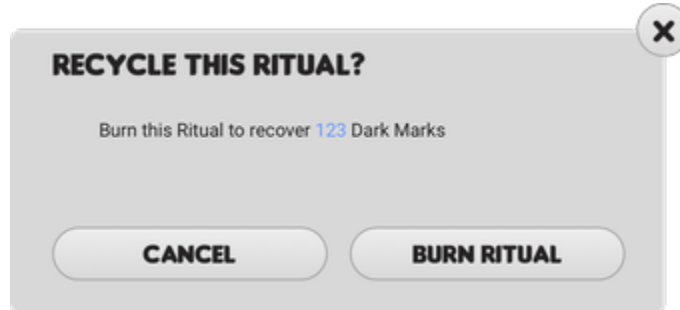 RECYCLE THIS RITUAL?
Burn this Ritual to recover 123 Dark Marks
CANCEL
BURN RITUAL